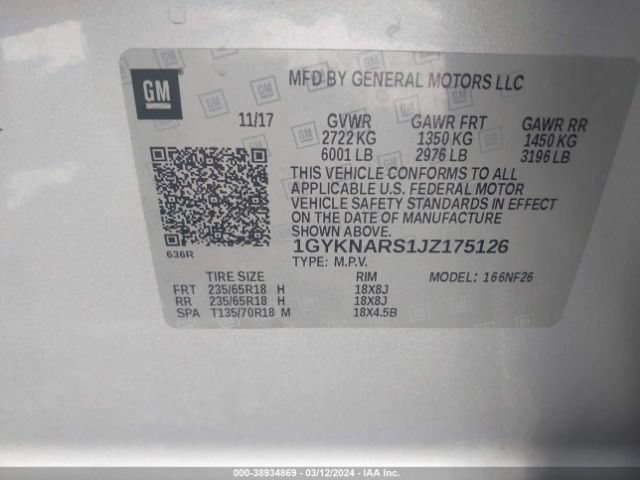 GM
MFD BY GENERAL MOTORS LLC
11/17 GVWR GAWR FRT GAWR RR
2722 KG 1350 KG 1450 KG
6001 LB 2976 LB 3196 LB
THIS VEHICLE CONFORMS TO ALL
APPLICABLE U.S. FEDERAL MOTOR
VEHICLE SAFETY STANDARDS IN EFFECT
ON THE DATE OF MANUFACTURE
SHOWN ABOVE.
636R
1GYKNARS1JZ175126
TYPE: M.P.V. MODEL: 166NF26
TIRE SIZE RIM
FRT 235/65R18 H 18X8J
RR 235/65R18 H 18X8J
SPA T135/70R18 M 18X4.5B
000-38934869 - 03/12/2024 - IAA Inc.